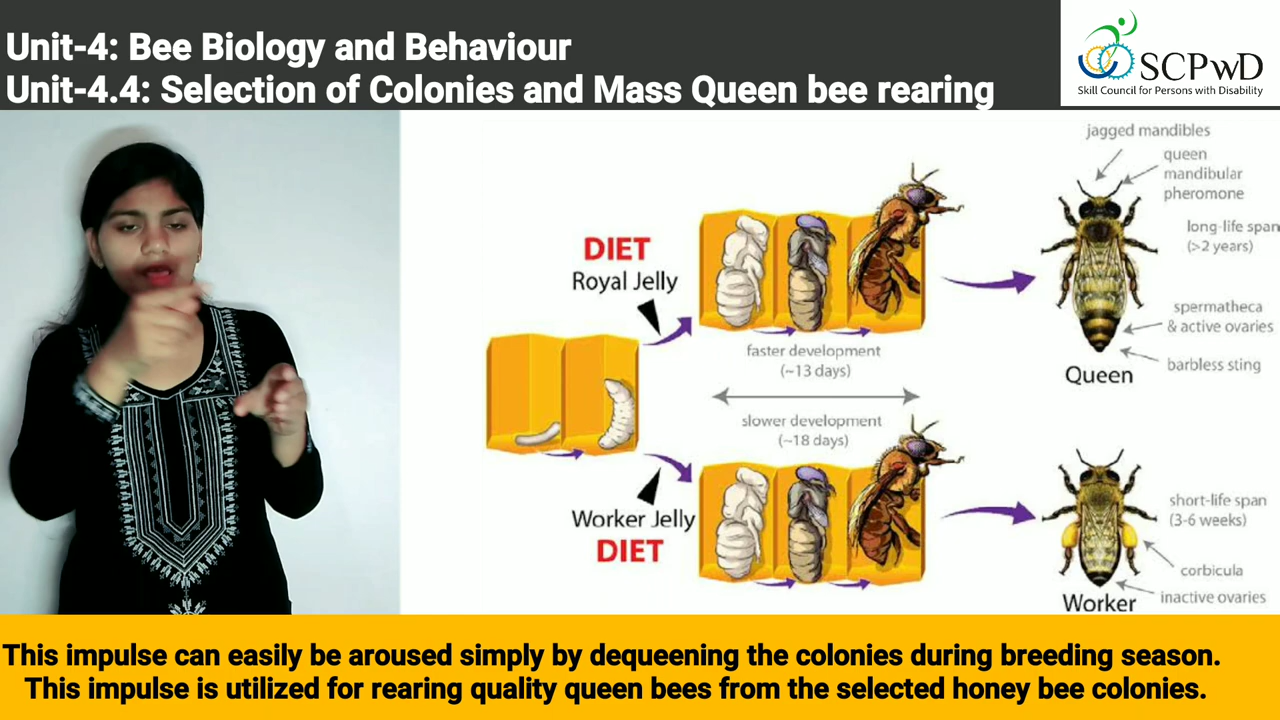 Unit-4: Bee Biology and Behaviour
Unit-4.4: Selection of Colonies and Mass Queen bee rearing
SCPwD
Skill Council for Persons with Disability
jagged mandibles
queen
mandibular
pheromone
long-life span
(>2 years)
spermatheca
& active ovaries
barbless sting
Queen
DIET
Royal Jelly
faster development
(~13 days)
slower development
(~18 days)
Worker Jelly
DIET
short-life span
(3-6 weeks)
corbicula
inactive ovaries
Worker
This impulse can easily be aroused simply by dequeening the colonies during breeding season.
This impulse is utilized for rearing quality queen bees from the selected honey bee colonies.